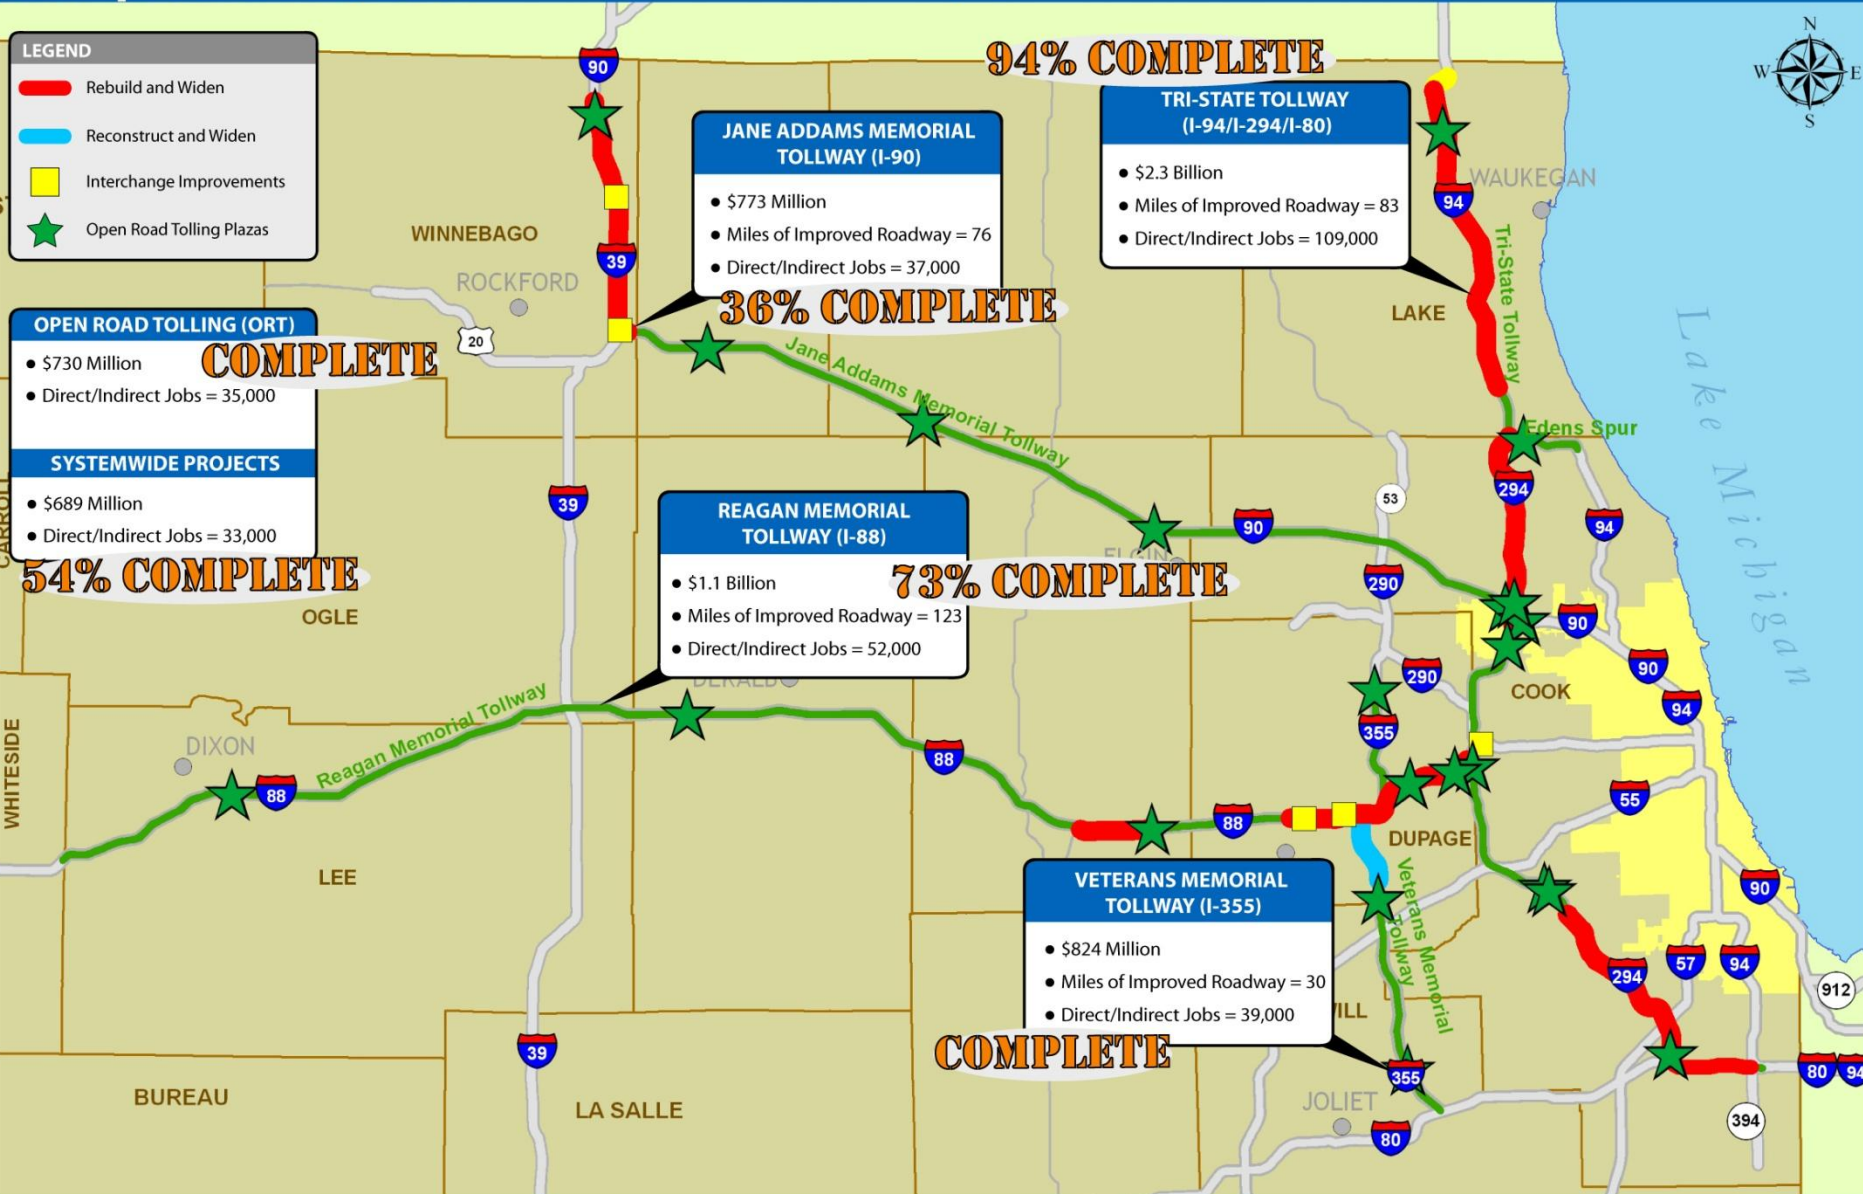 LEGEND
Rebuild and Widen
Reconstruct and Widen
Interchange Improvements
Open Road Tolling Plazas
94% COMPLETE
TRI-STATE TOLLWAY
(I-94/I-294/I-80)
• $2.3 Billion
• Miles of Improved Roadway = 83
• Direct/Indirect Jobs = 109,000
JANE ADDAMS MEMORIAL
TOLLWAY (I-90)
• $773 Million
• Miles of Improved Roadway = 76
• Direct/Indirect Jobs = 37,000
36% COMPLETE
OPEN ROAD TOLLING (ORT)
• $730 Million
• Direct/Indirect Jobs = 35,000
COMPLETE
SYSTEMWIDE PROJECTS
• $689 Million
• Direct/Indirect Jobs = 33,000
54% COMPLETE
REAGAN MEMORIAL
TOLLWAY (I-88)
• $1.1 Billion
• Miles of Improved Roadway = 123
• Direct/Indirect Jobs = 52,000
73% COMPLETE
VETERANS MEMORIAL
TOLLWAY (I-355)
• $824 Million
• Miles of Improved Roadway = 30
• Direct/Indirect Jobs = 39,000
COMPLETE
N
W
E
S
90
39
WINNEBAGO
ROCKFORD
20
Jane Addams Memorial Tollway
WAUKEGAN
94
Tri-State Tollway
LAKE
Lake Michigan
Edens Spur
294
53
94
39
90
ELGIN
290
90
OGLE
90
290
COOK
94
355
DEKALB
Reagan Memorial Tollway
DIXON
88
88
WHITESIDE
CARROLL
88
55
DUPAGE
LEE
90
Veterans Memorial
Tollway
294
57
94
912
WILL
39
355
80
94
BUREAU
LA SALLE
JOLIET
80
394